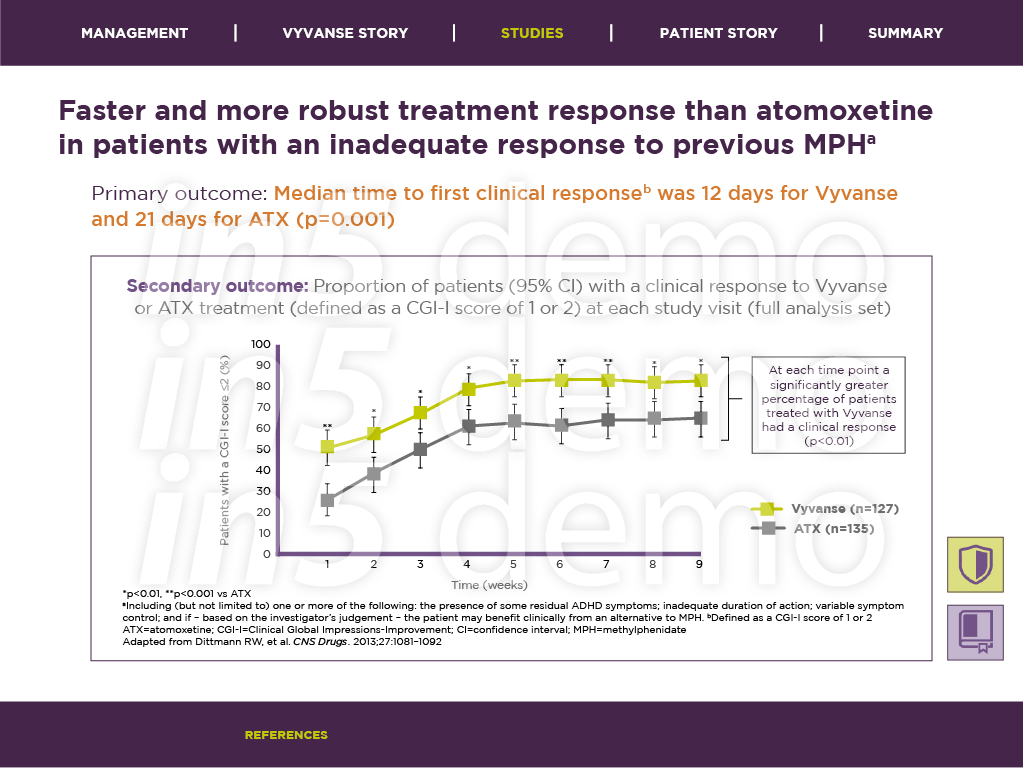 MANAGEMENT | VYVANSE STORY | STUDIES | PATIENT STORY | SUMMARY
Faster and more robust treatment response than atomoxetine
in patients with an inadequate response to previous MPHᵃ
Primary outcome: Median time to first clinical responseᵇ was 12 days for Vyvanse
and 21 days for ATX (p=0.001)
Secondary outcome: Proportion of patients (95% CI) with a clinical response to Vyvanse
or ATX treatment (defined as a CGI-I score of 1 or 2) at each study visit (full analysis set)
Patients with a CGI-I score ≤2 (%)
100
90
80
70
60
50
40
30
20
10
0
** * * * ** ** ** * *
1 2 3 4 5 6 7 8 9
Time (weeks)
At each time point a
significantly greater
percentage of patients
treated with Vyvanse
had a clinical response
(p<0.01)
Vyvanse (n=127)
ATX (n=135)
*p<0.01, **p<0.001 vs ATX
ᵃIncluding (but not limited to) one or more of the following: the presence of some residual ADHD symptoms; inadequate duration of action; variable symptom
control; and if – based on the investigator's judgement – the patient may benefit clinically from an alternative to MPH. ᵇDefined as a CGI-I score of 1 or 2
ATX=atomoxetine; CGI-I=Clinical Global Impressions-Improvement; CI=confidence interval; MPH=methylphenidate
Adapted from Dittmann RW, et al. CNS Drugs. 2013;27:1081–1092
in5 demo
in5 demo
in5 demo
REFERENCES